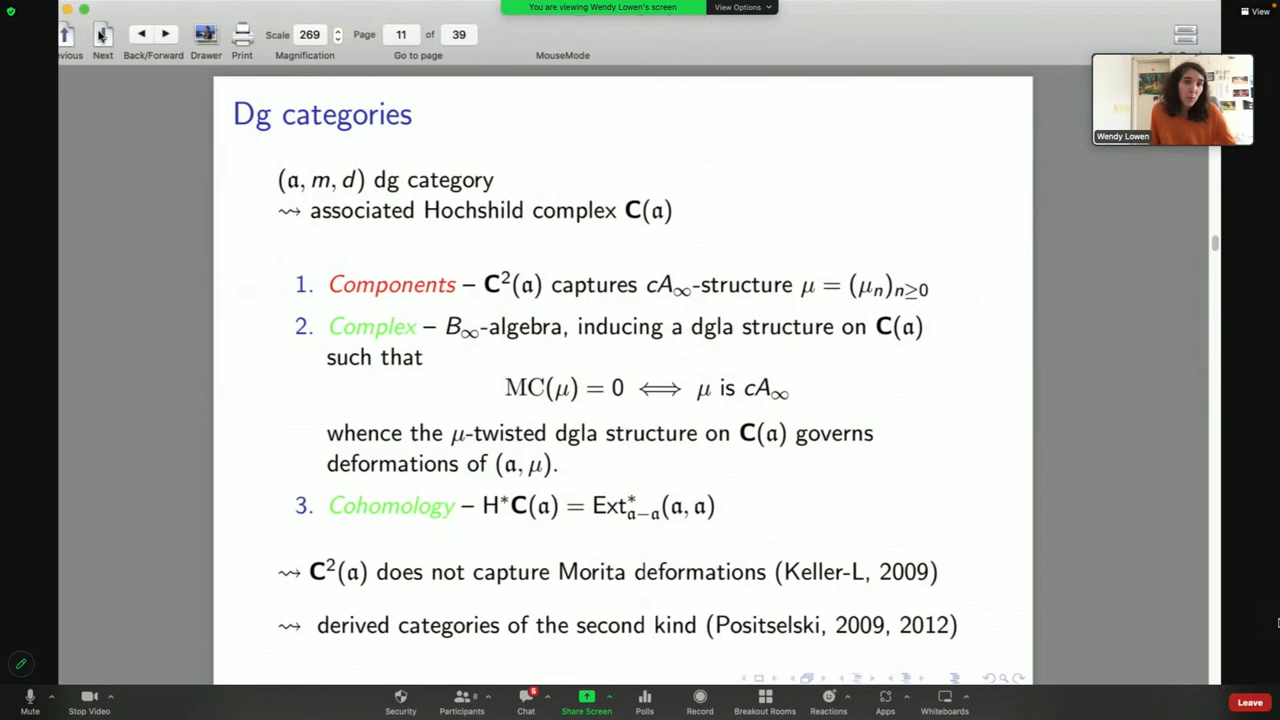 You are viewing Wendy Lowen's screen
View Options
View
Scale 269
Page 11 of 39
Next
Back/Forward
Drawer
Print
Magnification
Go to page
MouseMode
Wendy Lowen
Dg categories
(𝔞, m, d) dg category
⇝ associated Hochshild complex C(𝔞)
1. Components – C²(𝔞) captures cA∞-structure μ = (μₙ)ₙ≥₀
2. Complex – B∞-algebra, inducing a dgla structure on C(𝔞)
such that
MC(μ) = 0 ⟺ μ is cA∞
whence the μ-twisted dgla structure on C(𝔞) governs
deformations of (𝔞, μ).
3. Cohomology – H*C(𝔞) = Ext*𝔞−𝔞(𝔞, 𝔞)
⇝ C²(𝔞) does not capture Morita deformations (Keller-L, 2009)
⇝ derived categories of the second kind (Positselski, 2009, 2012)
Mute
Stop Video
Security
Participants 8
Chat 5
Share Screen
Polls
Record
Breakout Rooms
Reactions
Apps
Whiteboards
Leave